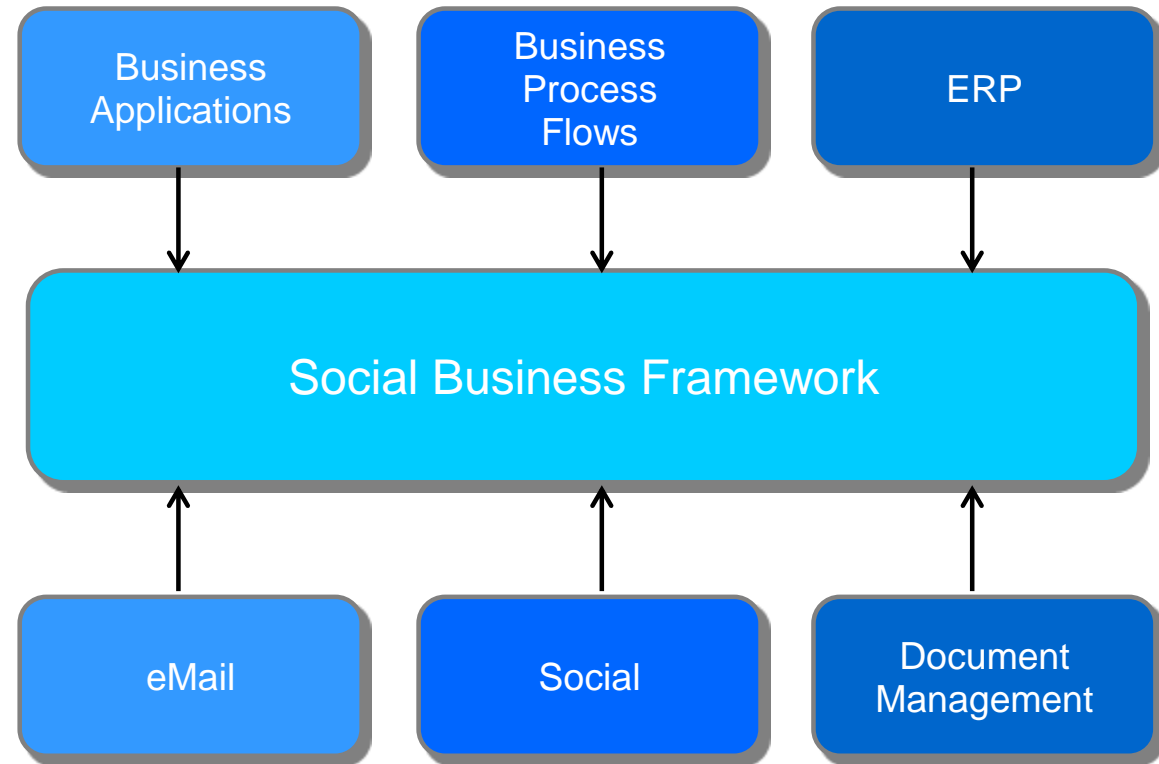 Business
Applications
Business
Process
Flows
ERP
Social Business Framework
eMail
Social
Document
Management